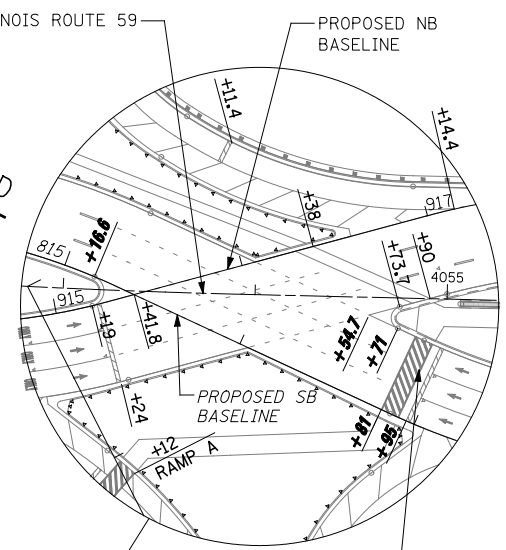 NOIS ROUTE 59
PROPOSED NB
BASELINE
+11.4
+14.4
D
+38
917
+16.6
815
+73.7
+90
4055
915
+19
+41.8
+54.7
+71
PROPOSED SB
BASELINE
+24
+81
+95
+12
RAMP A